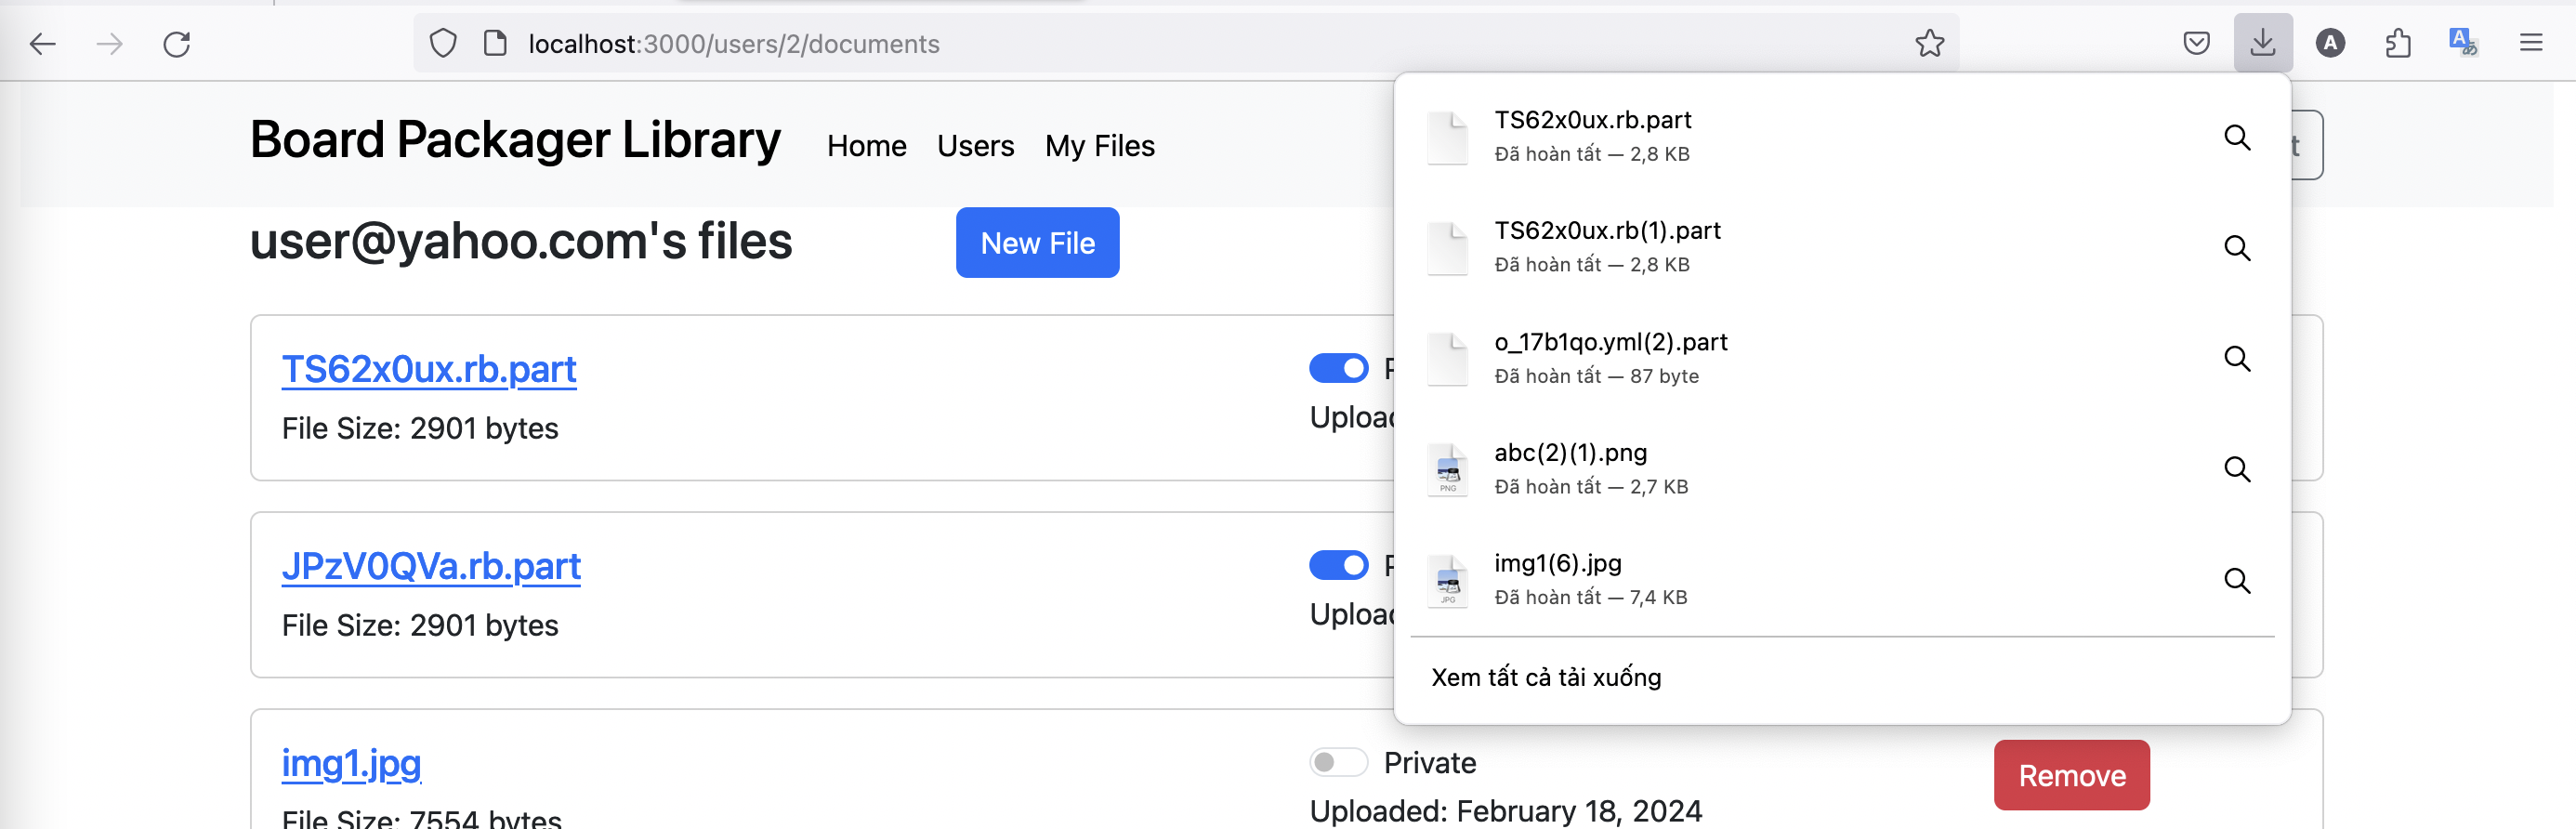 localhost:3000/users/2/documents
Board Packager Library
Home
Users
My Files
t
user@yahoo.com's files
New File
TS62x0ux.rb.part
File Size: 2901 bytes
P
Upload
JPzV0QVa.rb.part
File Size: 2901 bytes
P
Upload
img1.jpg
File Size: 7554 bytes
Private
Uploaded: February 18, 2024
Remove
TS62x0ux.rb.part
Đã hoàn tất — 2,8 KB
TS62x0ux.rb(1).part
Đã hoàn tất — 2,8 KB
o_17b1qo.yml(2).part
Đã hoàn tất — 87 byte
PNG
abc(2)(1).png
Đã hoàn tất — 2,7 KB
JPG
img1(6).jpg
Đã hoàn tất — 7,4 KB
Xem tất cả tải xuống